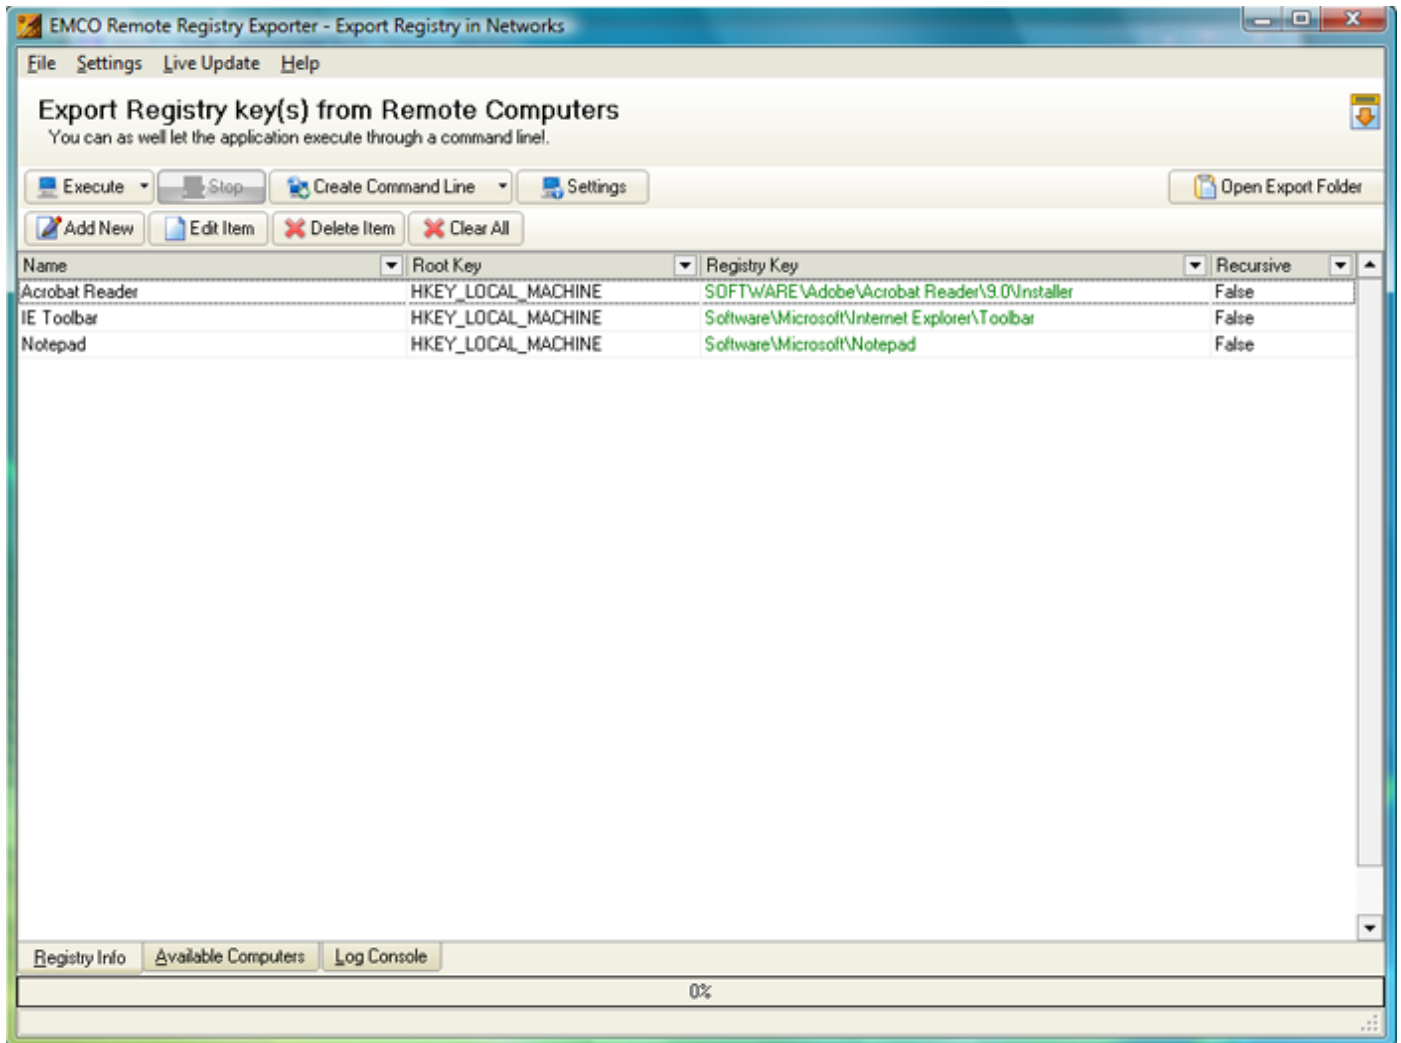 EMCO Remote Registry Exporter - Export Registry in Networks
File Settings Live Update Help
Export Registry key(s) from Remote Computers
You can as well let the application execute through a command line!.
Execute Stop Create Command Line Settings Open Export Folder
Add New Edit Item Delete Item Clear All
Name Root Key Registry Key Recursive
Acrobat Reader HKEY_LOCAL_MACHINE SOFTWARE\Adobe\Acrobat Reader\9.0\Installer False
IE Toolbar HKEY_LOCAL_MACHINE Software\Microsoft\Internet Explorer\Toolbar False
Notepad HKEY_LOCAL_MACHINE Software\Microsoft\Notepad False
Registry Info Available Computers Log Console
0%